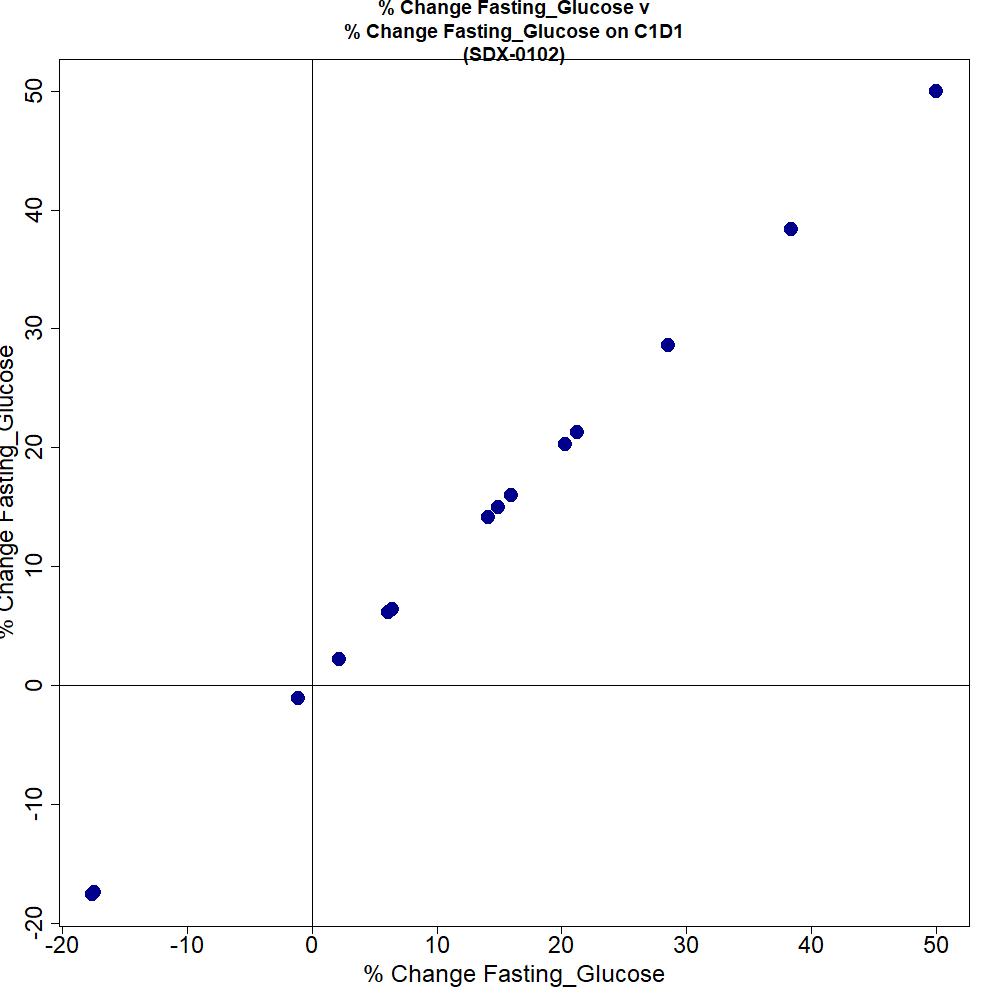 % Change Fasting_Glucose v
% Change Fasting_Glucose on C1D1
(SDX-0102)
% Change Fasting_Glucose
50
40
30
20
10
0
-10
-20
-20 -10 0 10 20 30 40 50
% Change Fasting_Glucose